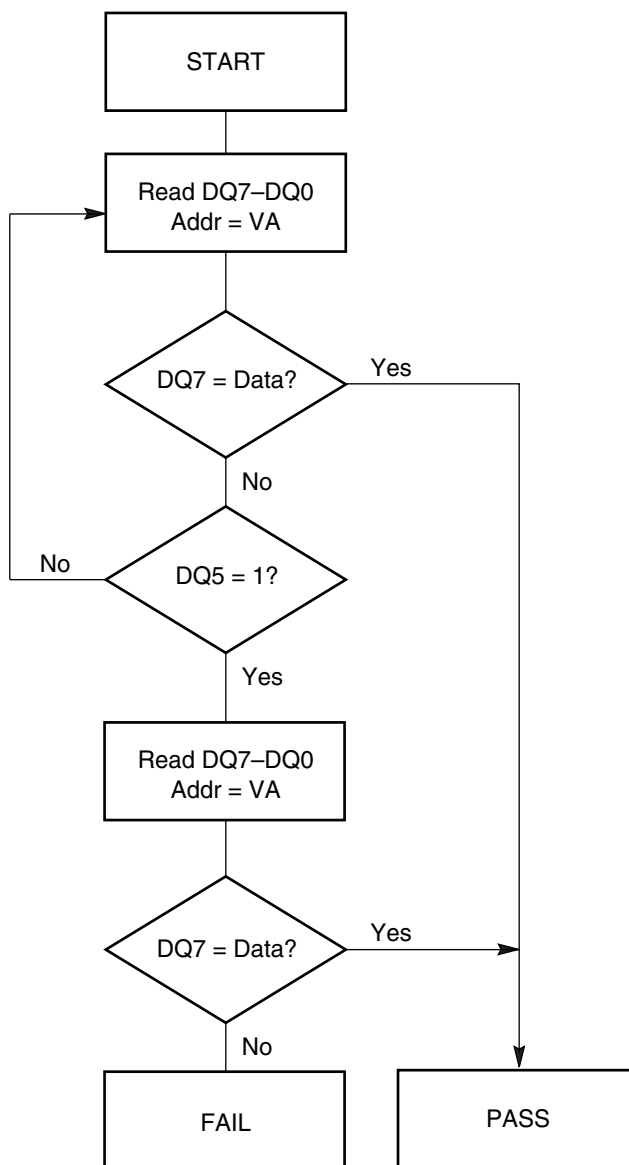 START
Read DQ7–DQ0
Addr = VA
DQ7 = Data?
Yes
No
DQ5 = 1?
No
Yes
Read DQ7–DQ0
Addr = VA
DQ7 = Data?
Yes
No
FAIL
PASS